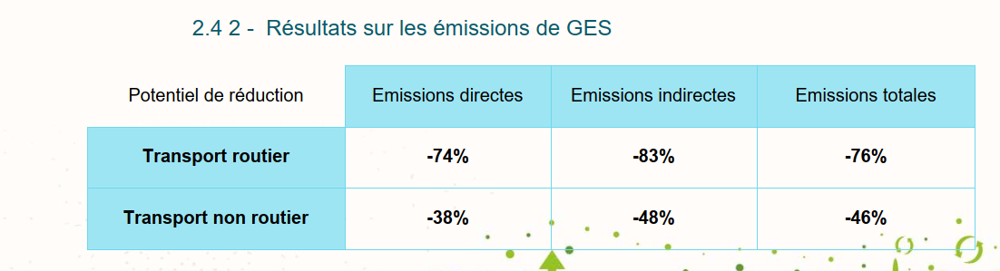 2.4 2 - Résultats sur les émissions de GES
Potentiel de réduction Emissions directes Emissions indirectes Emissions totales
Transport routier -74% -83% -76%
Transport non routier -38% -48% -46%